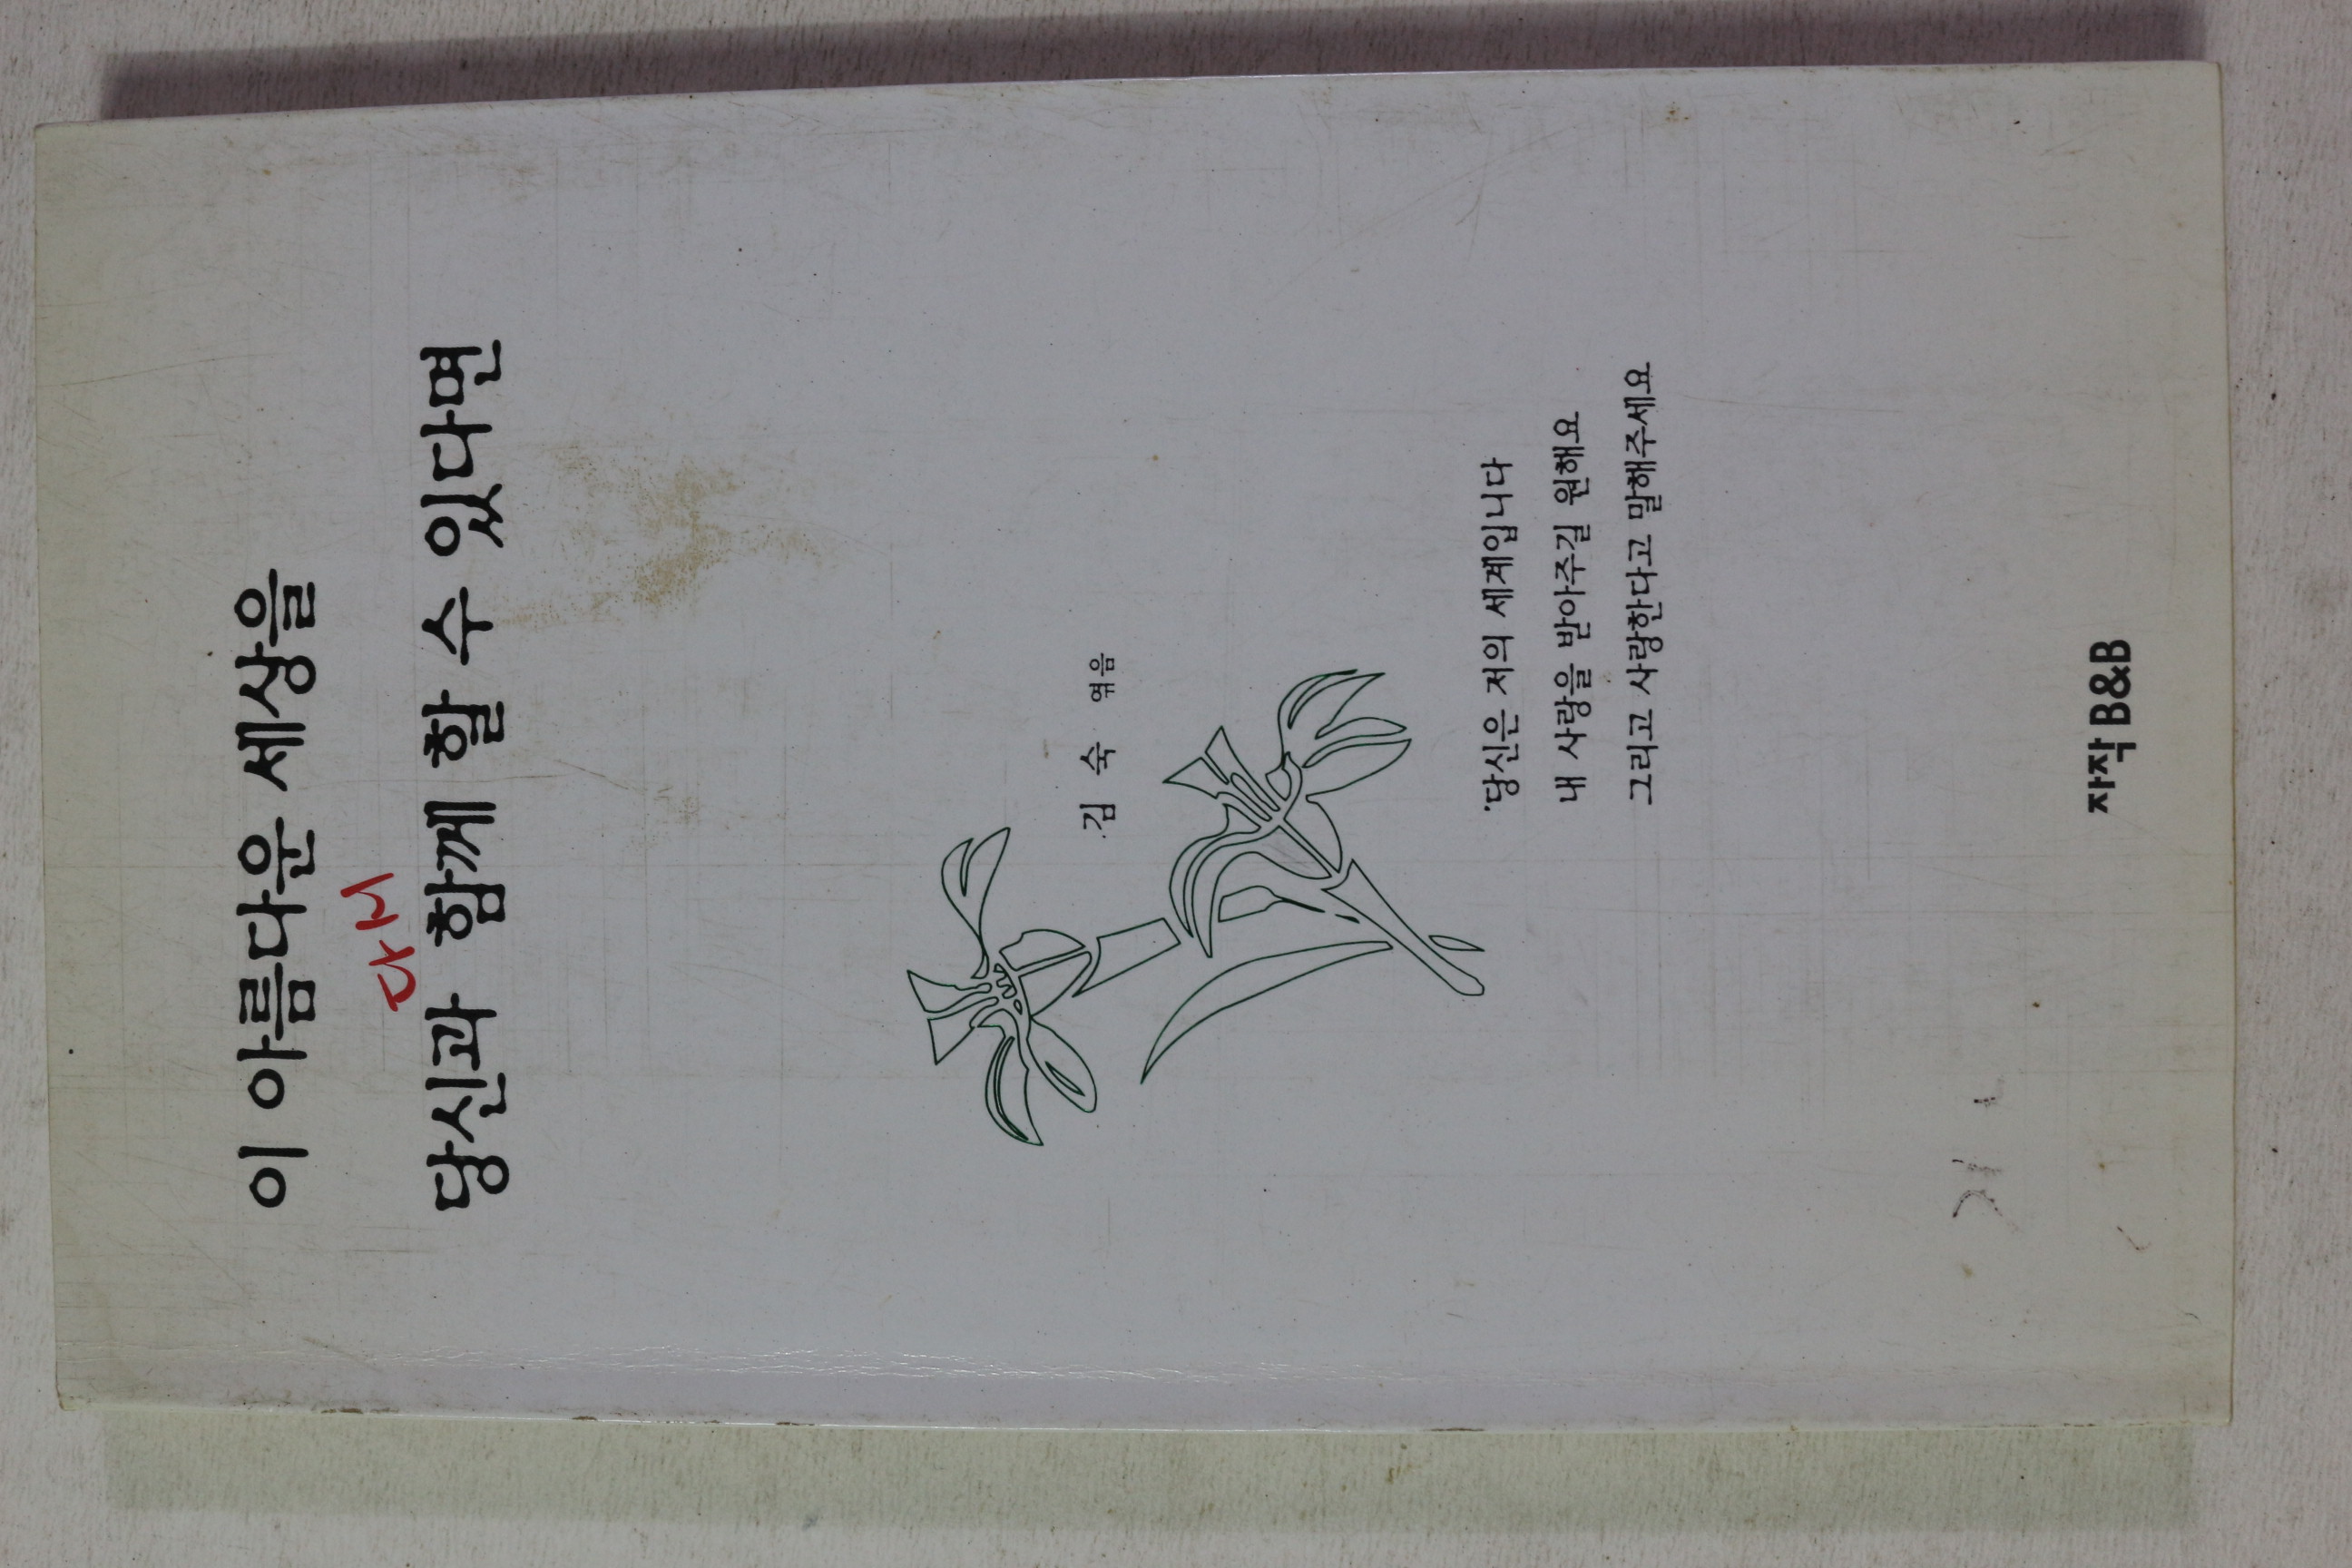 이 아름다운 세상을
다시
당신과 함께 할 수 있다면
김 숙 엮음
당신은 저의 세계입니다
내 사랑을 받아주길 원해요
그리고 사랑한다고 말해주세요
자작 B&B